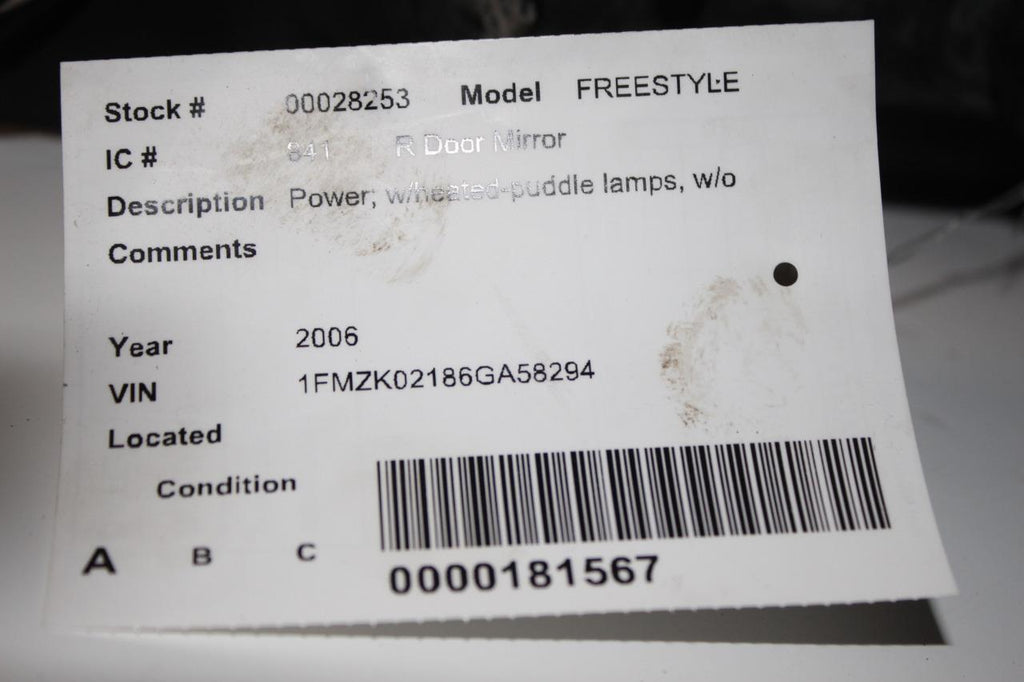 Stock # 00028253 Model FREESTYLE
IC # 841 R Door Mirror
Description Power; w/heated-puddle lamps, w/o
Comments
Year 2006
VIN 1FMZK02186GA58294
Located
Condition
A B C
0000181567